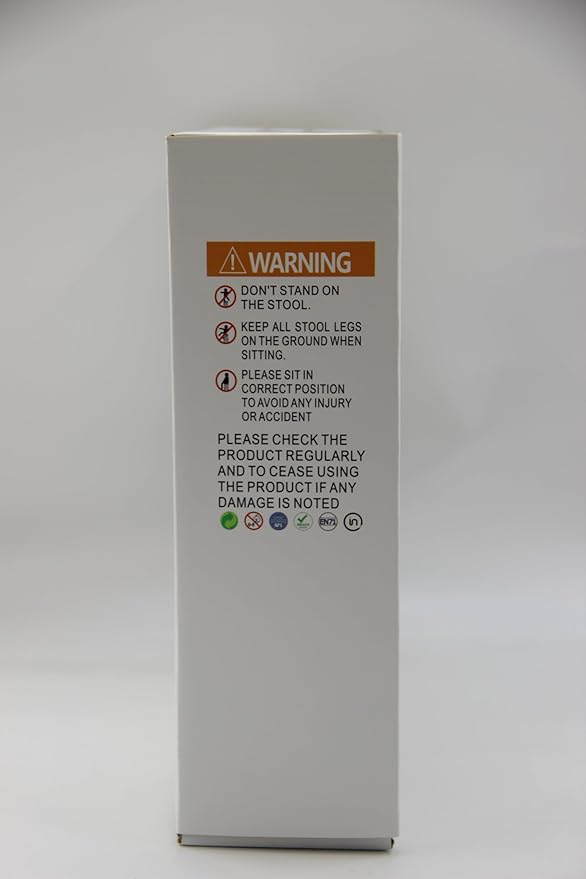 WARNING
DON'T STAND ON
THE STOOL.
KEEP ALL STOOL LEGS
ON THE GROUND WHEN
SITTING.
PLEASE SIT IN
CORRECT POSITION
TO AVOID ANY INJURY
OR ACCIDENT
PLEASE CHECK THE
PRODUCT REGULARLY
AND TO CEASE USING
THE PRODUCT IF ANY
DAMAGE IS NOTED
EN71 in